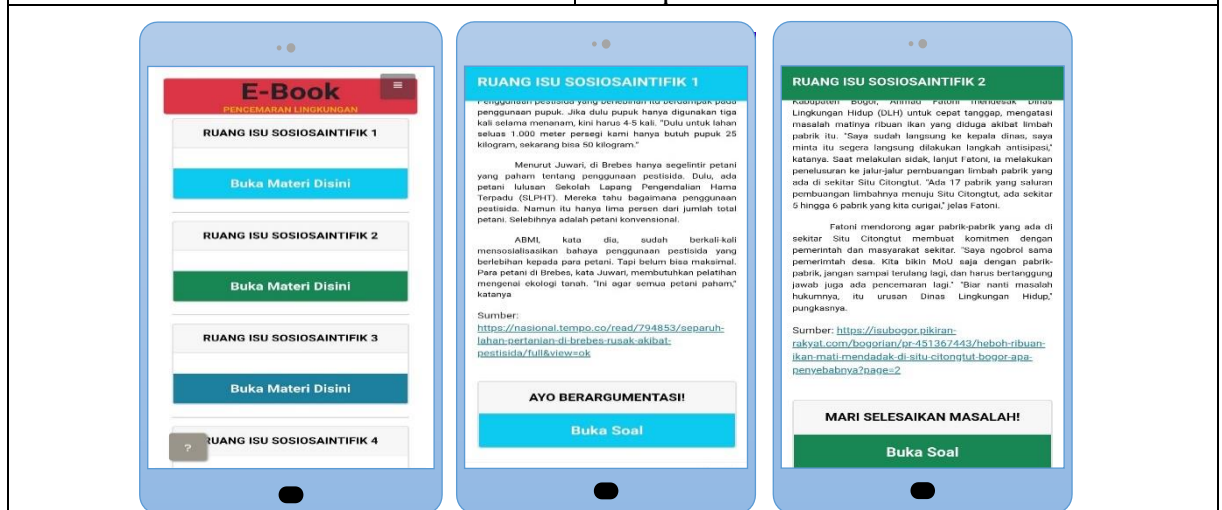 E-Book
PENCEMARAN LINGKUNGAN
RUANG ISU SOSIOSAINTIFIK 1
Buka Materi Disini
RUANG ISU SOSIOSAINTIFIK 2
Buka Materi Disini
RUANG ISU SOSIOSAINTIFIK 3
Buka Materi Disini
?
RUANG ISU SOSIOSAINTIFIK 4
RUANG ISU SOSIOSAINTIFIK 1
Penggunaan pestisida yang berlebihan itu berdampak pada
penggunaan pupuk. Jika dulu pupuk hanya digunakan tiga
kali selama menanam, kini harus 4-5 kali. "Dulu untuk lahan
seluas 1.000 meter persegi kami hanya butuh pupuk 25
kilogram, sekarang bisa 50 kilogram."
Menurut Juwari, di Brebes hanya segelintir petani
yang paham tentang penggunaan pestisida. Dulu, ada
petani lulusan Sekolah Lapang Pengendalian Hama
Terpadu (SLPHT). Mereka tahu bagaimana penggunaan
pestisida. Namun itu hanya lima persen dari jumlah total
petani. Selebihnya adalah petani konvensional.
ABMI, kata dia, sudah berkali-kali
mensosialisasikan bahaya penggunaan pestisida yang
berlebihan kepada para petani. Tapi belum bisa maksimal.
Para petani di Brebes, kata Juwari, membutuhkan pelatihan
mengenai ekologi tanah. "Ini agar semua petani paham,"
katanya
Sumber:
https://nasional.tempo.co/read/794853/separuh-
lahan-pertanian-di-brebes-rusak-akibat-
pestisida/full&view=ok
AYO BERARGUMENTASI!
Buka Soal
RUANG ISU SOSIOSAINTIFIK 2
Kabupaten Bogor, Ahmad Fatoni mendesak Dinas
Lingkungan Hidup (DLH) untuk cepat tanggap, mengatasi
masalah matinya ribuan ikan yang diduga akibat limbah
pabrik itu. "Saya sudah langsung ke kepala dinas, saya
minta itu segera langsung dilakukan langkah antisipasi,"
katanya. Saat melakulan sidak, lanjut Fatoni, ia melakukan
penelusuran ke jalur-jalur pembuangan limbah pabrik yang
ada di sekitar Situ Citongtut. "Ada 17 pabrik yang saluran
pembuangan limbahnya menuju Situ Citongtut, ada sekitar
5 hingga 6 pabrik yang kita curigai," jelas Fatoni.
Fatoni mendorong agar pabrik-pabrik yang ada di
sekitar Situ Citongtut membuat komitmen dengan
pemerintah dan masyarakat sekitar. "Saya ngobrol sama
pemerimtah desa. Kita bikin MoU saja dengan pabrik-
pabrik, jangan sampai terulang lagi, dan harus bertanggung
jawab juga ada pencemaran lagi." "Biar nanti masalah
hukumnya, itu urusan Dinas Lingkungan Hidup,"
pungkasnya.
Sumber: https://isubogor.pikiran-
rakyat.com/bogorian/pr-451367443/heboh-ribuan-
ikan-mati-mendadak-di-situ-citongtut-bogor-apa-
penyebabnya?page=2
MARI SELESAIKAN MASALAH!
Buka Soal